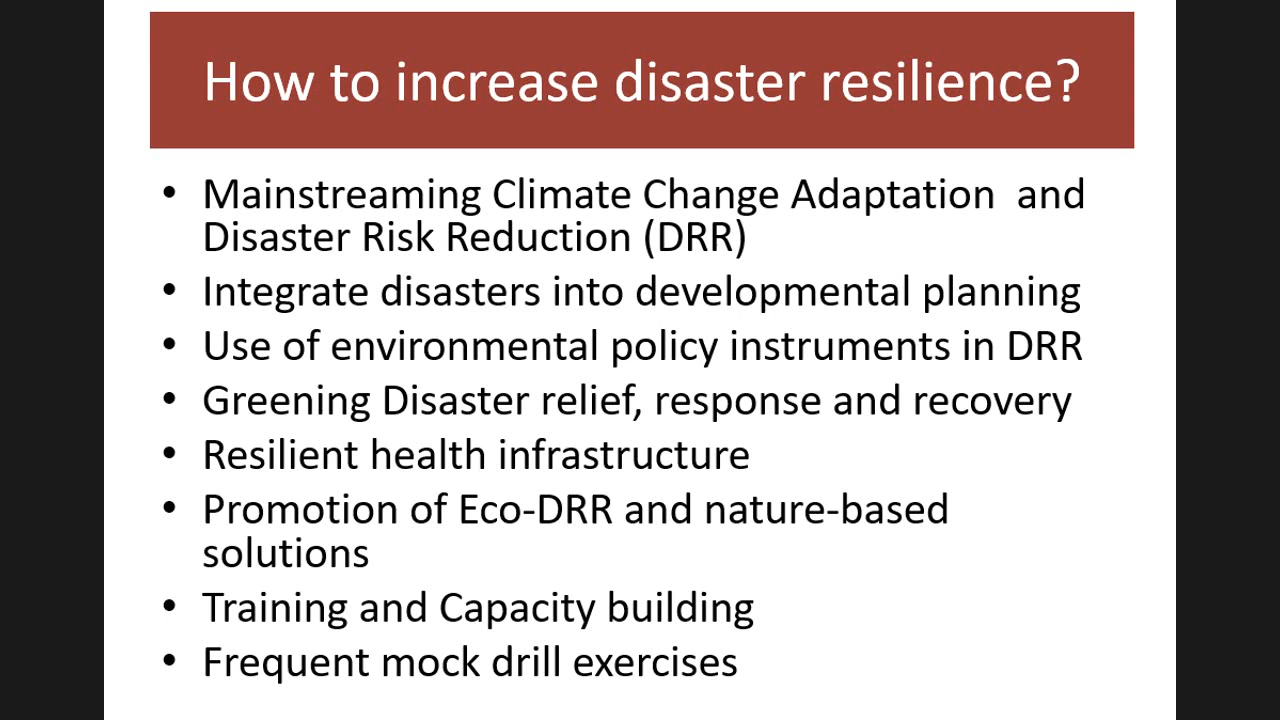 How to increase disaster resilience?
• Mainstreaming Climate Change Adaptation  and
Disaster Risk Reduction (DRR)
• Integrate disasters into developmental planning
• Use of environmental policy instruments in DRR
• Greening Disaster relief, response and recovery
• Resilient health infrastructure
• Promotion of Eco-DRR and nature-based
solutions
• Training and Capacity building
• Frequent mock drill exercises